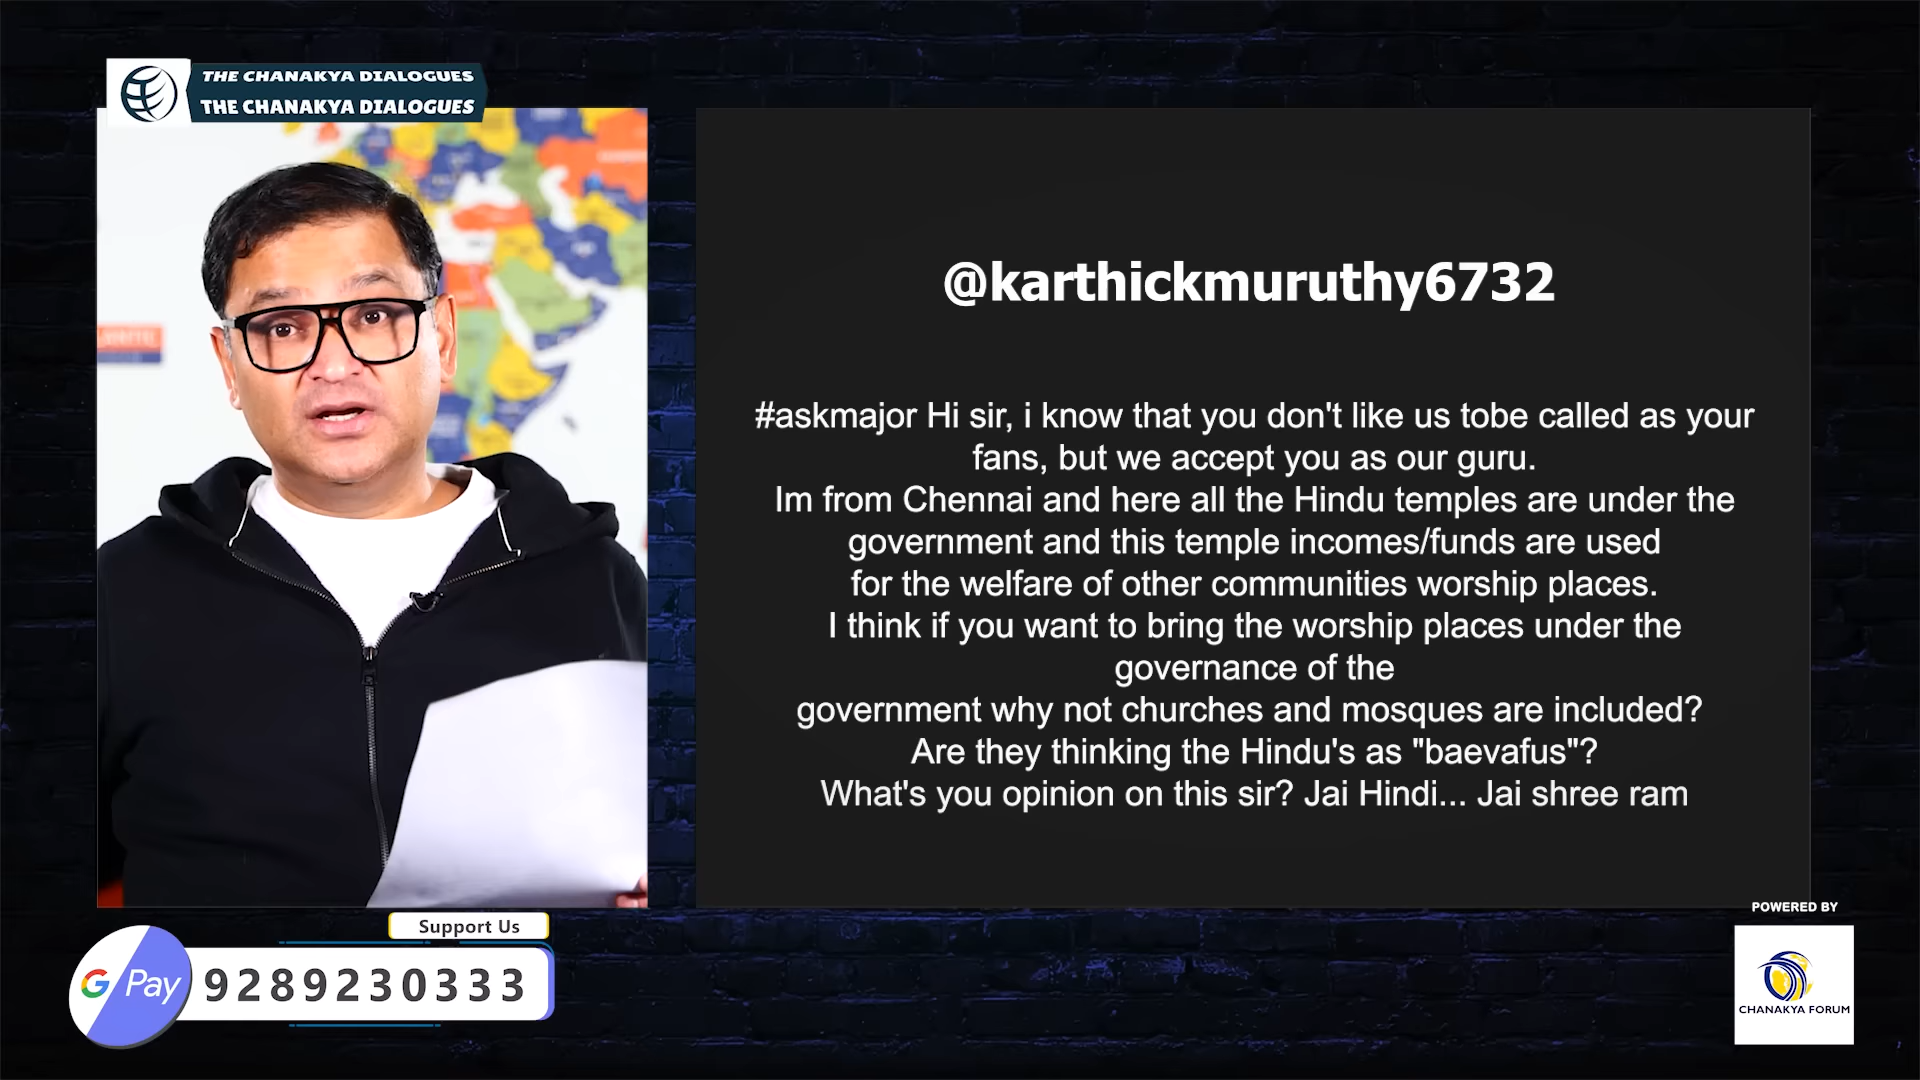 THE CHANAKYA DIALOGUES
THE CHANAKYA DIALOGUES
@karthickmuruthy6732
#askmajor Hi sir, i know that you don't like us tobe called as your
fans, but we accept you as our guru.
Im from Chennai and here all the Hindu temples are under the
government and this temple incomes/funds are used
for the welfare of other communities worship places.
I think if you want to bring the worship places under the
governance of the
government why not churches and mosques are included?
Are they thinking the Hindu's as "baevafus"?
What's you opinion on this sir? Jai Hindi... Jai shree ram
Support Us
G Pay 9289230333
POWERED BY
CHANAKYA FORUM